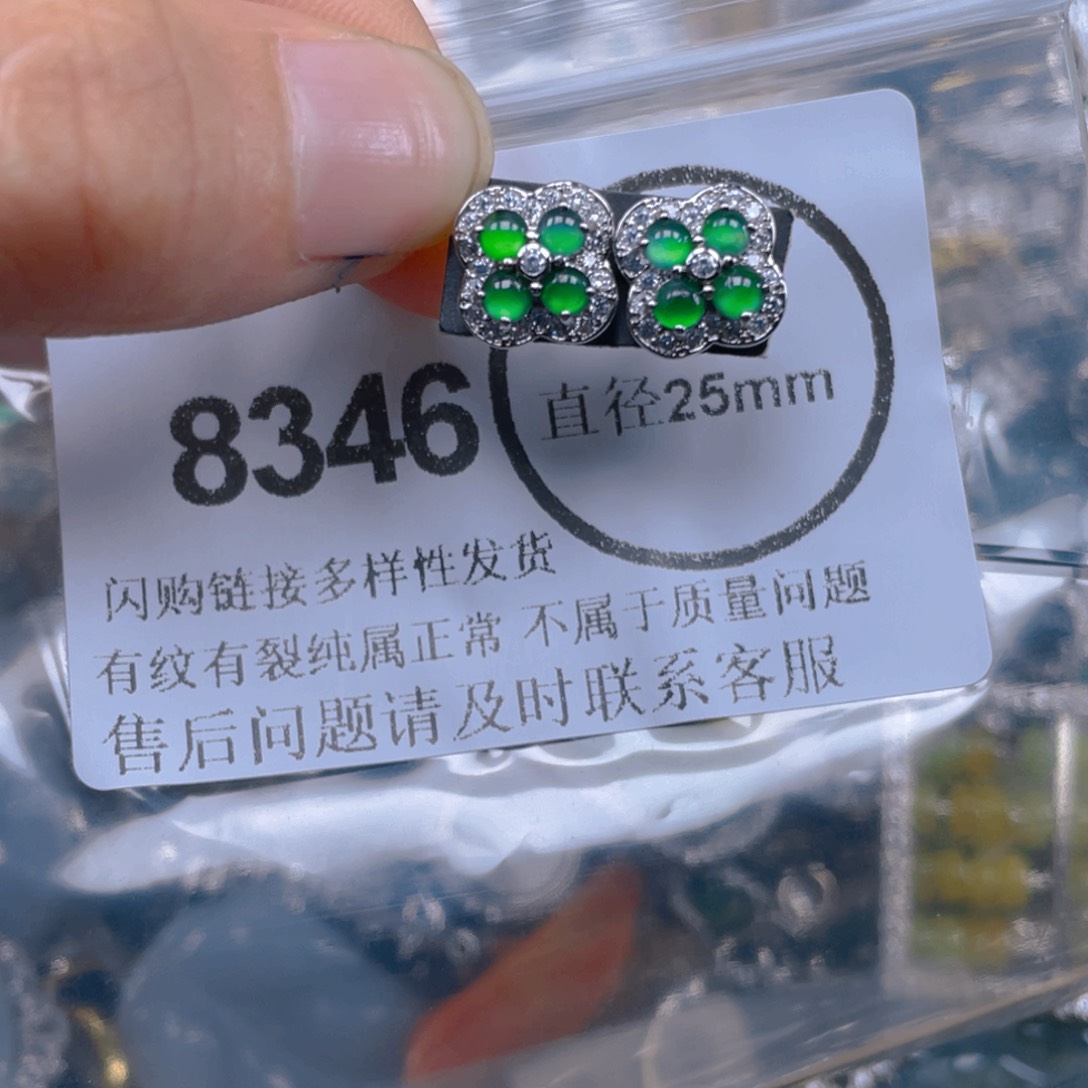 8346
直径25mm
闪购链接多样性发货
有纹有裂纯属正常 不属于质量问题
售后问题请及时联系客服